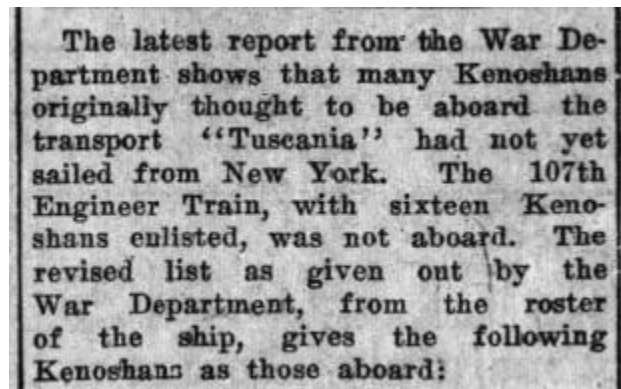 The latest report from the War De-
partment shows that many Kenoshans
originally thought to be aboard the
transport "Tuscania" had not yet
sailed from New York. The 107th
Engineer Train, with sixteen Keno-
shans enlisted, was not aboard. The
revised list as given out by the
War Department, from the roster
of the ship, gives the following
Kenoshans as those aboard: